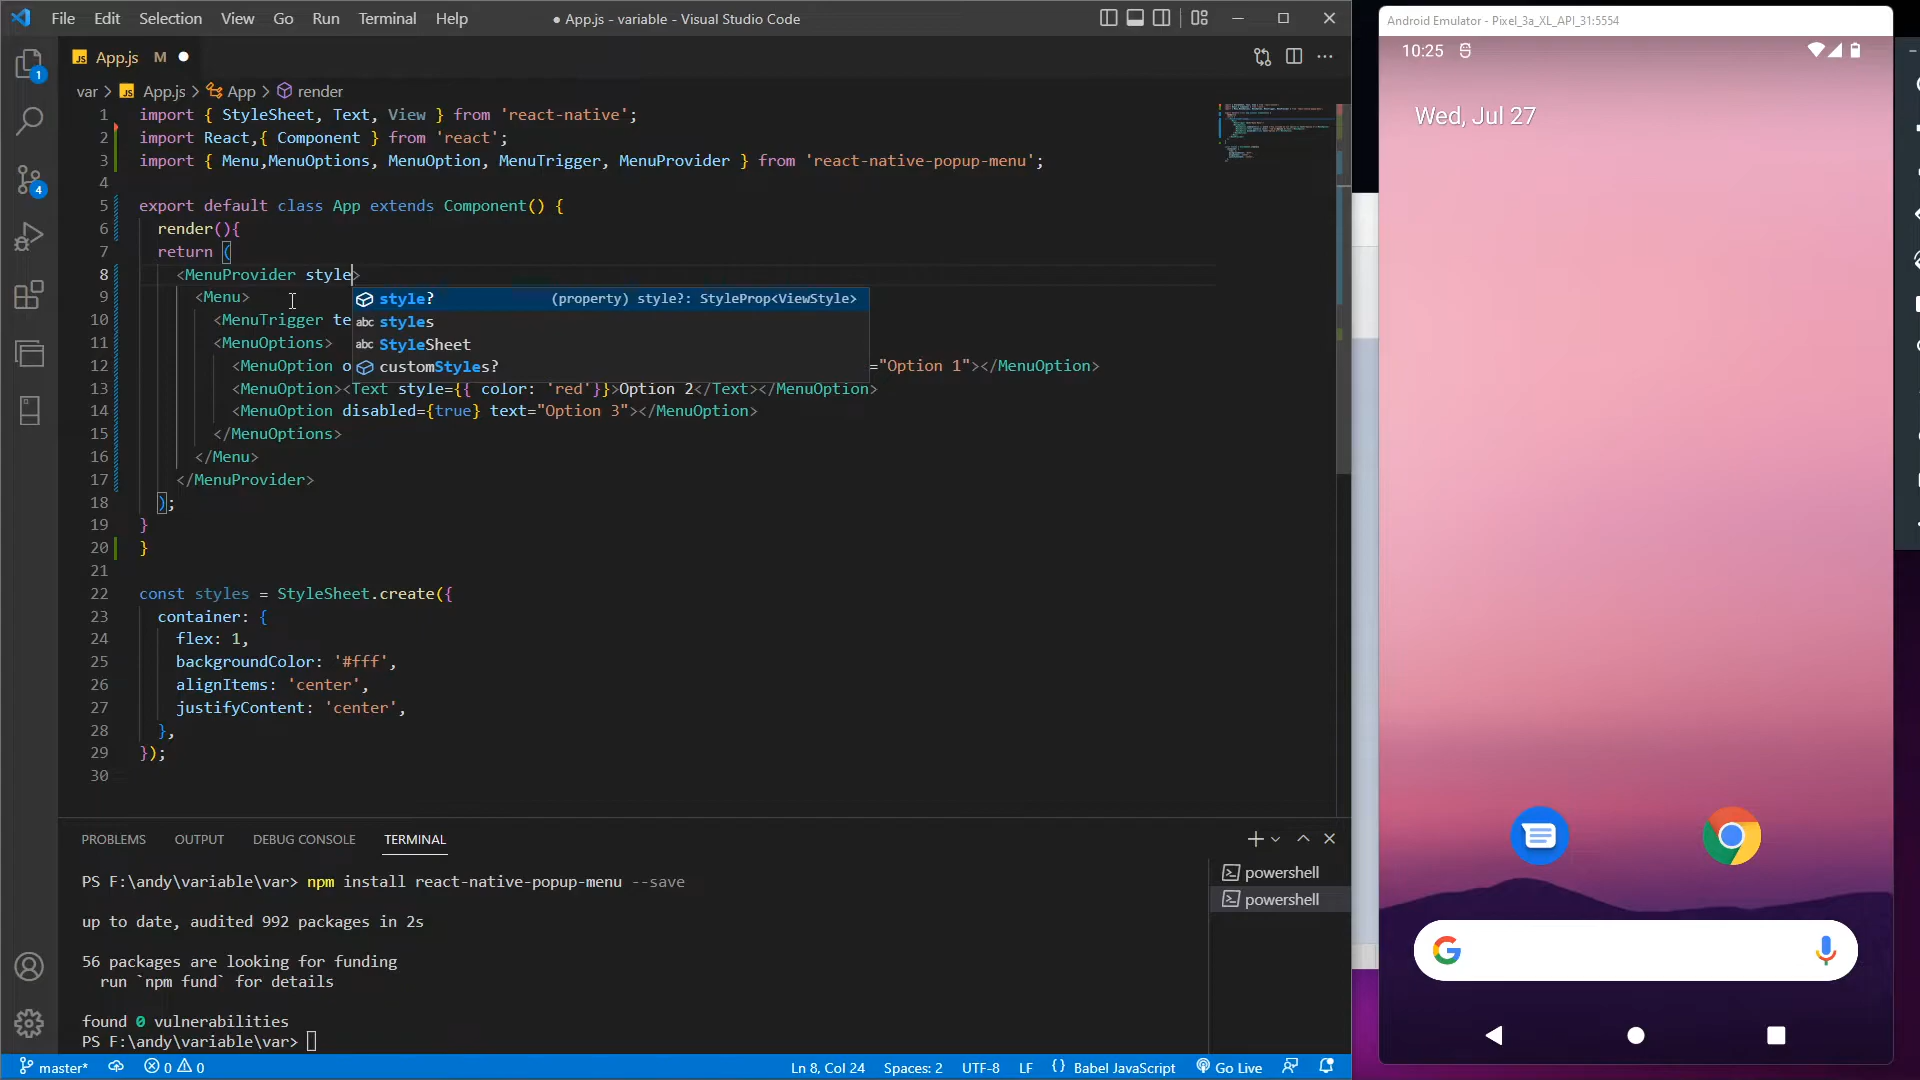 File Edit Selection View Go Run Terminal Help
● App.js - variable - Visual Studio Code
Android Emulator - Pixel_3a_XL_API_31:5554
JS App.js M
10:25
var > JS App.js > App > render
Wed, Jul 27
1 import { StyleSheet, Text, View } from 'react-native';
2 import React,{ Component } from 'react';
3 import { Menu,MenuOptions, MenuOption, MenuTrigger, MenuProvider } from 'react-native-popup-menu';
4
5 export default class App extends Component() {
6 render(){
7 return (
8 <MenuProvider style>
9 <Menu>
style? (property) style?: StyleProp<ViewStyle>
10 <MenuTrigger te
abc styles
11 <MenuOptions>
abc StyleSheet
12 <MenuOption o
="Option 1"></MenuOption>
customStyles?
13 <MenuOption><Text style={{ color: 'red'}}>Option 2</Text></MenuOption>
14 <MenuOption disabled={true} text="Option 3"></MenuOption>
15 </MenuOptions>
16 </Menu>
17 </MenuProvider>
18 );
19 }
20 }
21
22 const styles = StyleSheet.create({
23 container: {
24 flex: 1,
25 backgroundColor: '#fff',
26 alignItems: 'center',
27 justifyContent: 'center',
28 },
29 });
30
1
4
PROBLEMS OUTPUT DEBUG CONSOLE TERMINAL
PS F:\andy\variable\var> npm install react-native-popup-menu --save
up to date, audited 992 packages in 2s
56 packages are looking for funding
run `npm fund` for details
found 0 vulnerabilities
PS F:\andy\variable\var>
powershell
powershell
master* 0 0 Ln 8, Col 24 Spaces: 2 UTF-8 LF {} Babel JavaScript Go Live